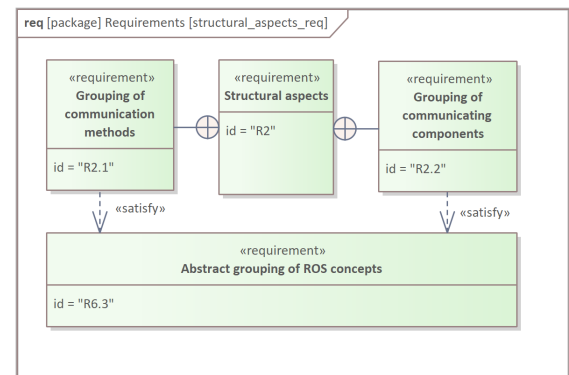 req [package] Requirements [structural_aspects_req]
«requirement»
Grouping of
communication
methods
id = "R2.1"
«requirement»
Structural aspects
id = "R2"
«requirement»
Grouping of
communicating
components
id = "R2.2"
«satisfy»
«satisfy»
«requirement»
Abstract grouping of ROS concepts
id = "R6.3"